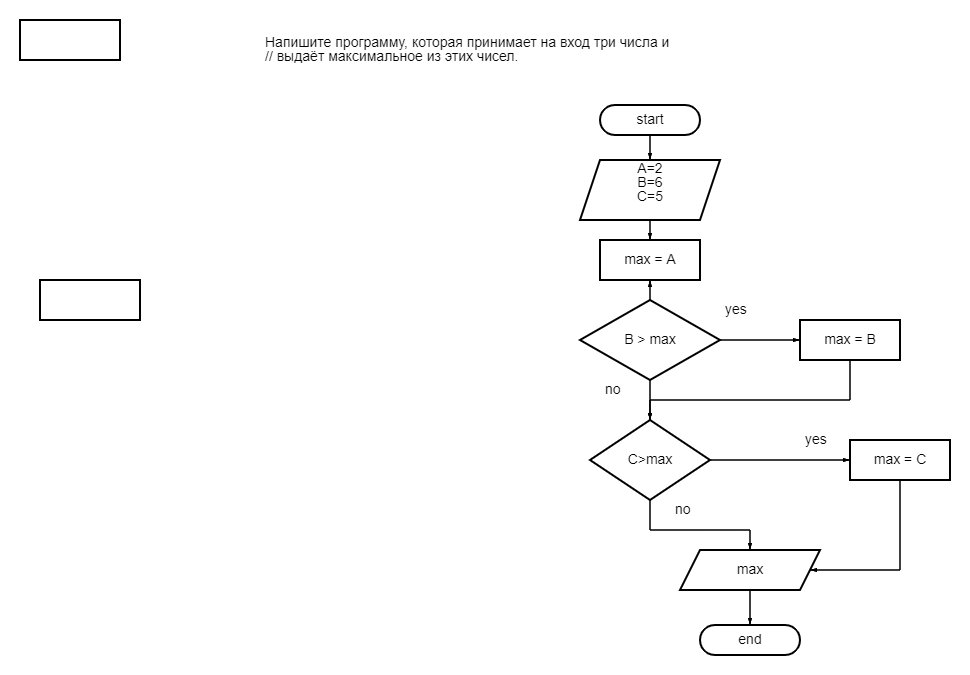 Напишите программу, которая принимает на вход три числа и
// выдаёт максимальное из этих чисел.
start
A=2
B=6
C=5
max = A
yes
B > max
max = B
no
yes
C>max
max = C
no
max
end